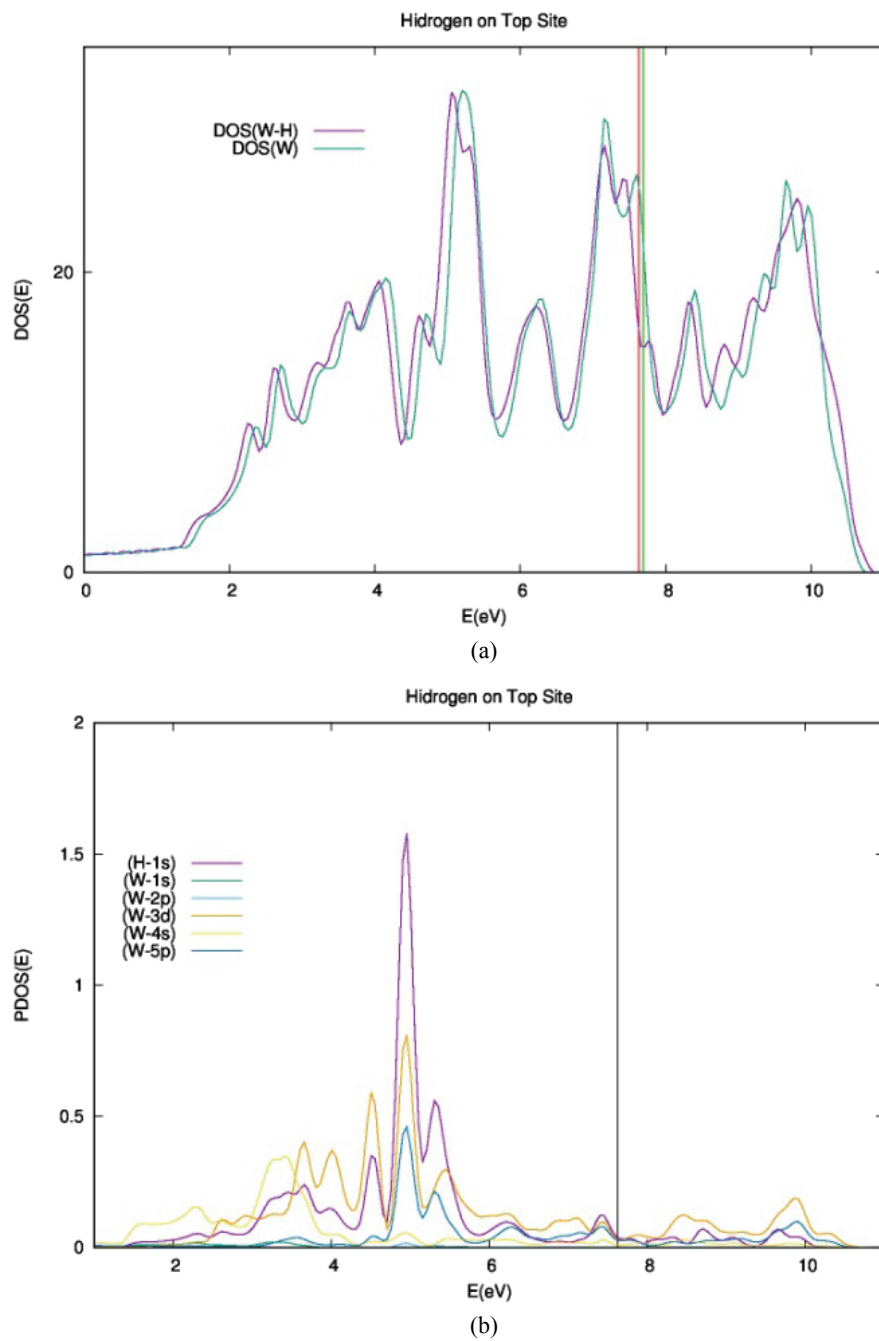 Hidrogen on Top Site
DOS(W-H)
DOS(W)
20
0
DOS(E)
0 2 4 6 8 10
E(eV)
(a)
Hidrogen on Top Site
2
1.5
1
0.5
0
(H-1s)
(W-1s)
(W-2p)
(W-3d)
(W-4s)
(W-5p)
PDOS(E)
2 4 6 8 10
E(eV)
(b)